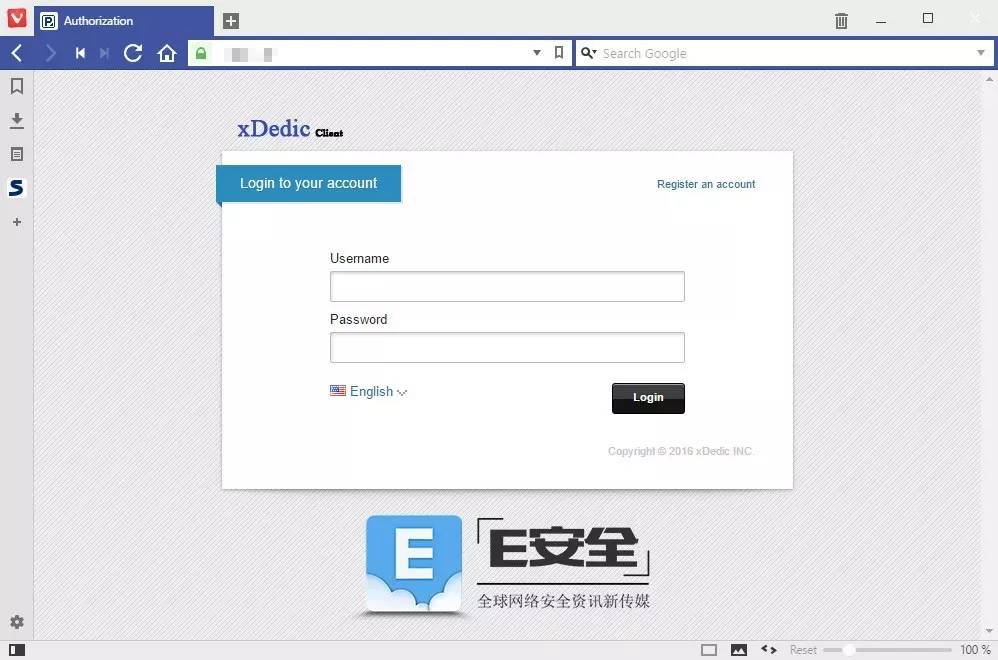 Authorization
Search Google
xDedic Client
Login to your account
Register an account
Username
Password
English
Login
Copyright © 2016 xDedic INC.
E
E安全
全球网络安全资讯新传媒
Reset
100 %